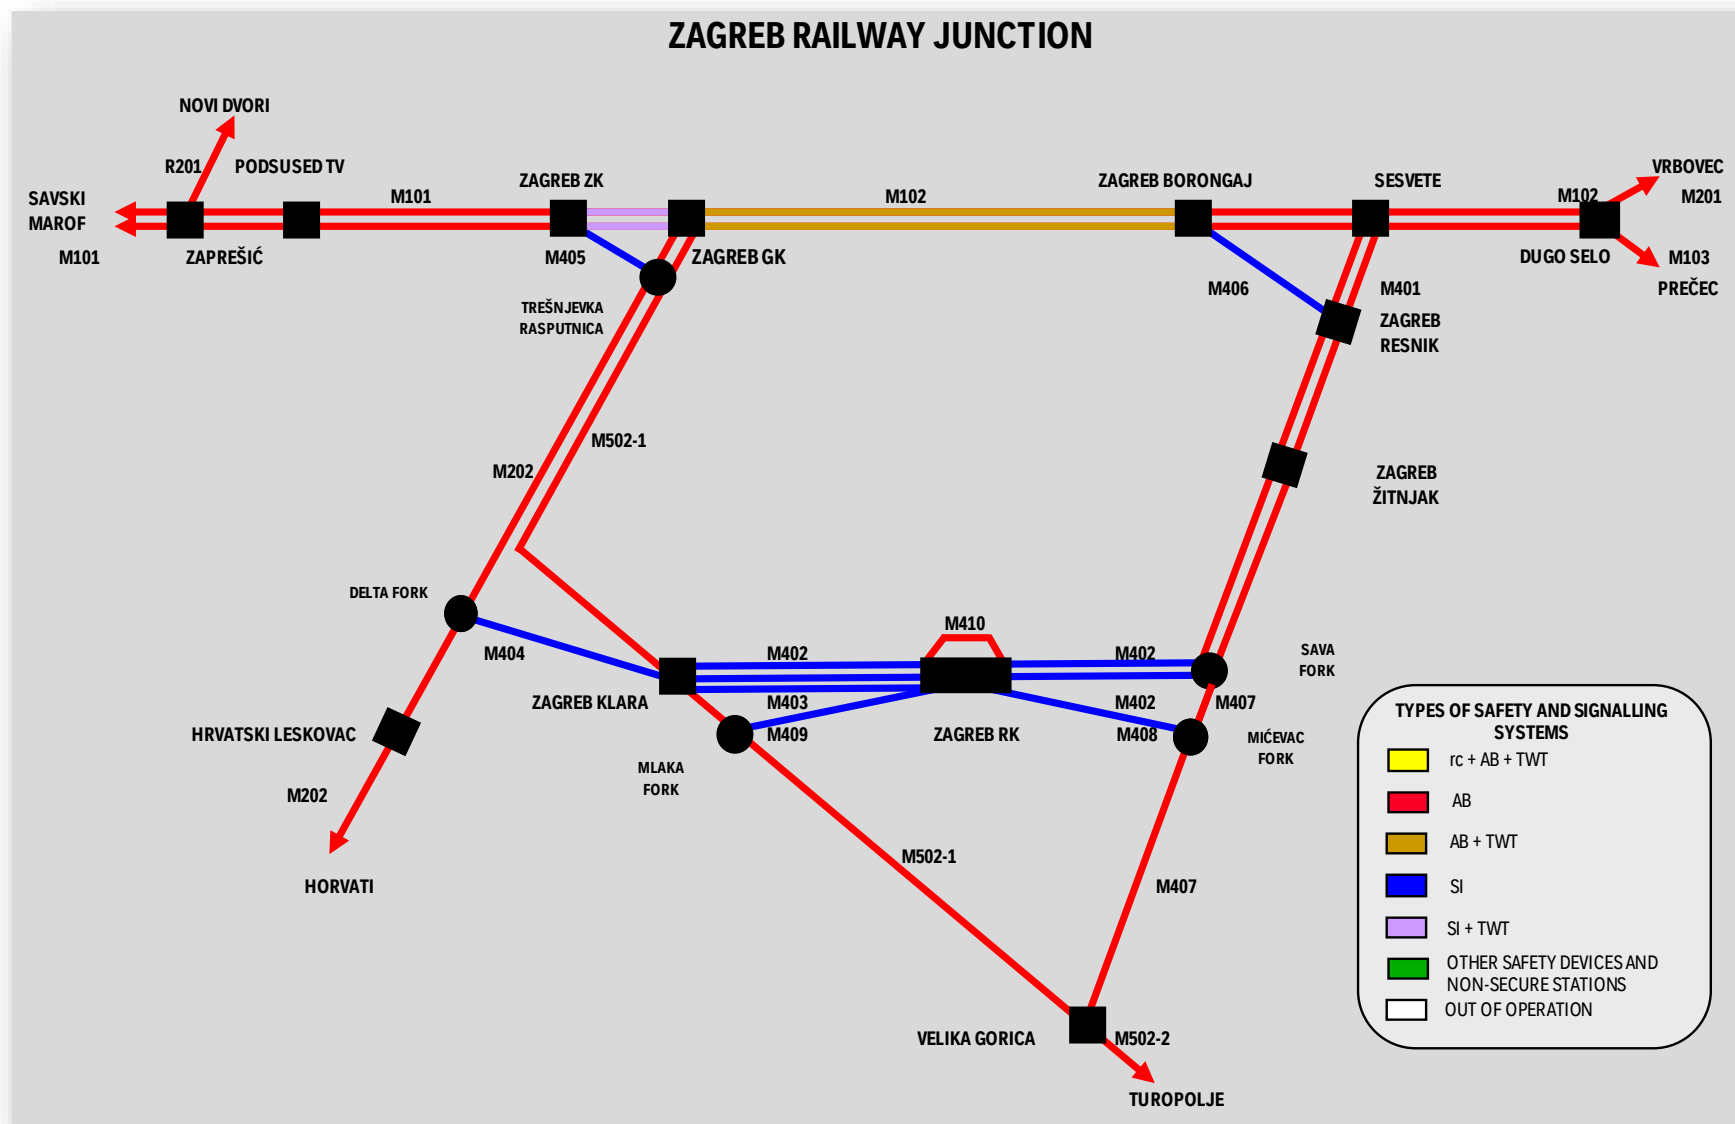 ZAGREB RAILWAY JUNCTION
NOVI DVORI
R201
PODSUSED TV
ZAGREB ZK
ZAGREB BORONGAJ
SESVETE
VRBOVEC
SAVSKI
MAROF
M101
M102
M102
M201
M101
ZAPREŠIĆ
M405
ZAGREB GK
DUGO SELO
M103
PREČEC
TREŠNJEVKA
RASPUTNICA
M406
M401
ZAGREB
RESNIK
M502-1
M202
ZAGREB
ŽITNJAK
DELTA FORK
M404
M410
M402
M402
SAVA
FORK
ZAGREB KLARA
M403
M402
M407
HRVATSKI LESKOVAC
M409
ZAGREB RK
M408
MIĆEVAC
FORK
MLAKA
FORK
M202
HORVATI
M502-1
M407
VELIKA GORICA
M502-2
TUROPOLJE
TYPES OF SAFETY AND SIGNALLING
SYSTEMS
rc + AB + TWT
AB
AB + TWT
SI
SI + TWT
OTHER SAFETY DEVICES AND
NON-SECURE STATIONS
OUT OF OPERATION